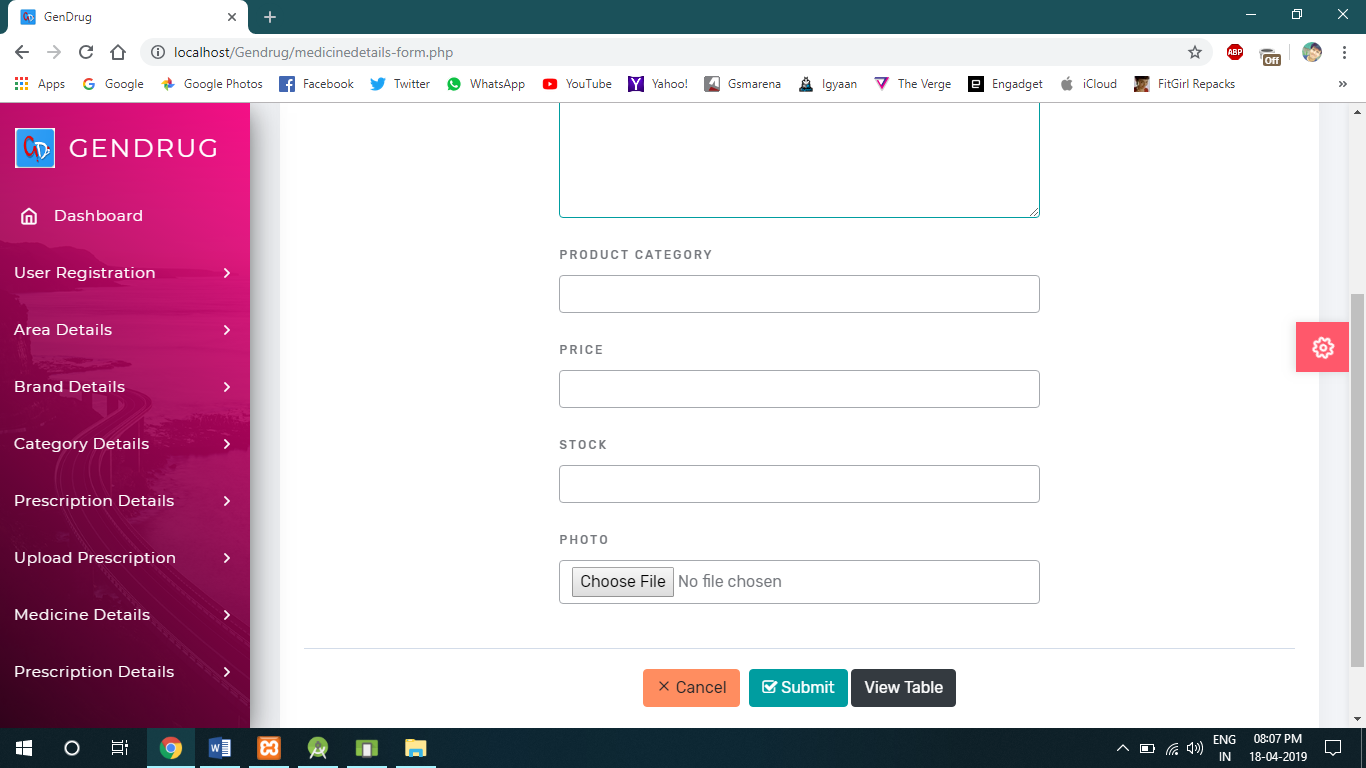 GenDrug
localhost/Gendrug/medicinedetails-form.php
ABP
Off
Apps Google Google Photos Facebook Twitter WhatsApp YouTube Yahoo! Gsmarena Igyaan The Verge Engadget iCloud FitGirl Repacks »
GENDRUG
Dashboard
User Registration
Area Details
Brand Details
Category Details
Prescription Details
Upload Prescription
Medicine Details
Prescription Details
PRODUCT CATEGORY
PRICE
STOCK
PHOTO
Choose File No file chosen
Cancel Submit View Table
ENG
IN
08:07 PM
18-04-2019